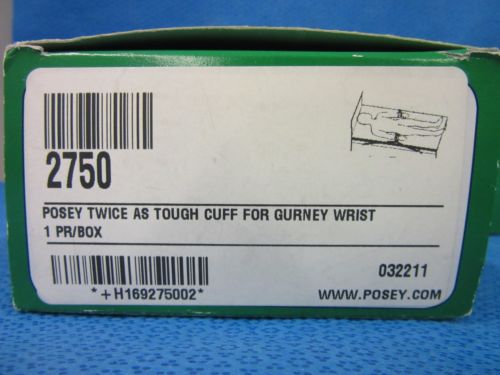 2750
POSEY TWICE AS TOUGH CUFF FOR GURNEY WRIST
1 PR/BOX
032211
*+H169275002*
WWW.POSEY.COM